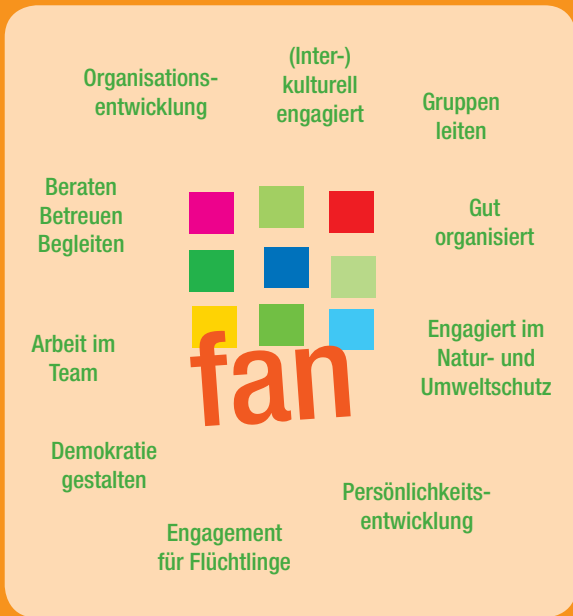 Organisations-
entwicklung
(Inter-)
kulturell
engagiert
Gruppen
leiten
Beraten
Betreuen
Begleiten
Gut
organisiert
Arbeit im
Team
fan
Engagiert im
Natur- und
Umweltschutz
Demokratie
gestalten
Persönlichkeits-
entwicklung
Engagement
für Flüchtlinge